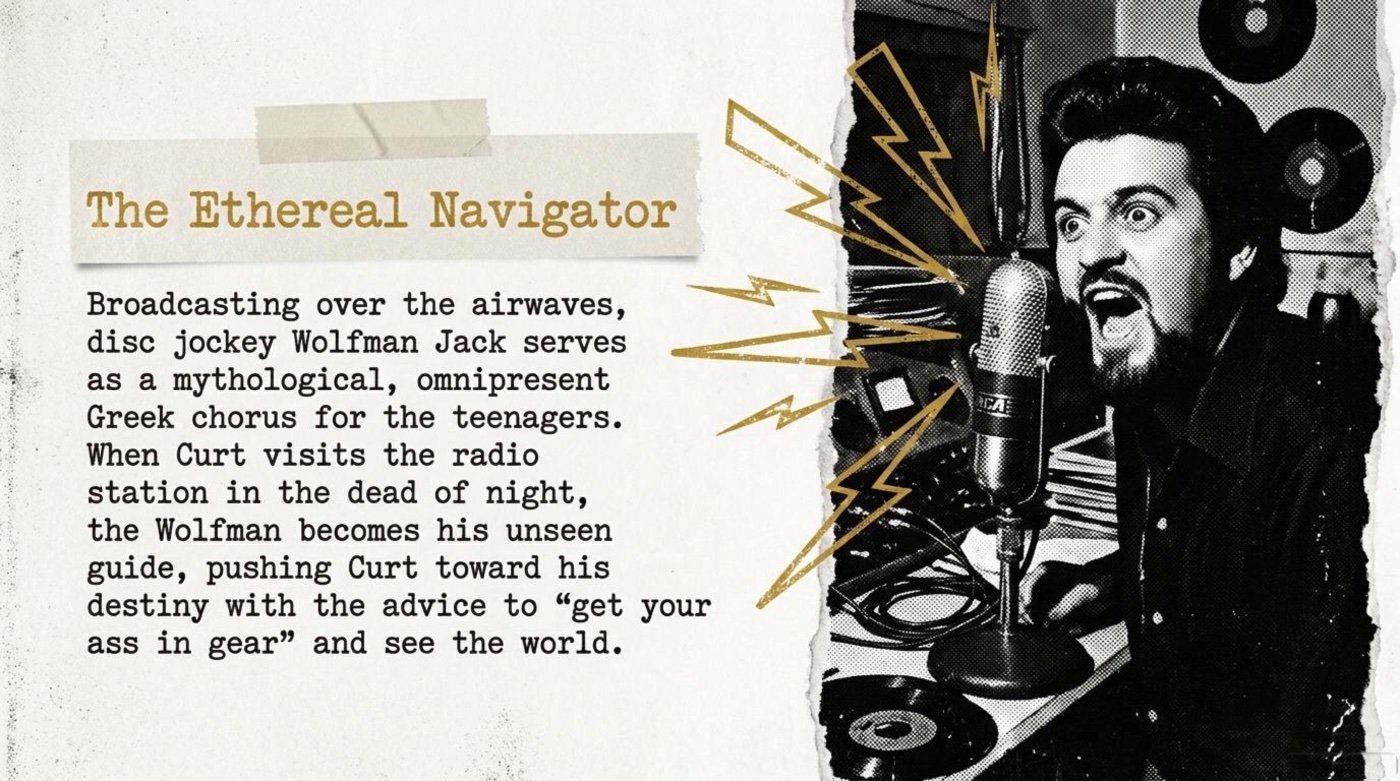 The Ethereal Navigator
Broadcasting over the airwaves,
disc jockey Wolfman Jack serves
as a mythological, omnipresent
Greek chorus for the teenagers.
When Curt visits the radio
station in the dead of night,
the Wolfman becomes his unseen
guide, pushing Curt toward his
destiny with the advice to “get your
ass in gear” and see the world.